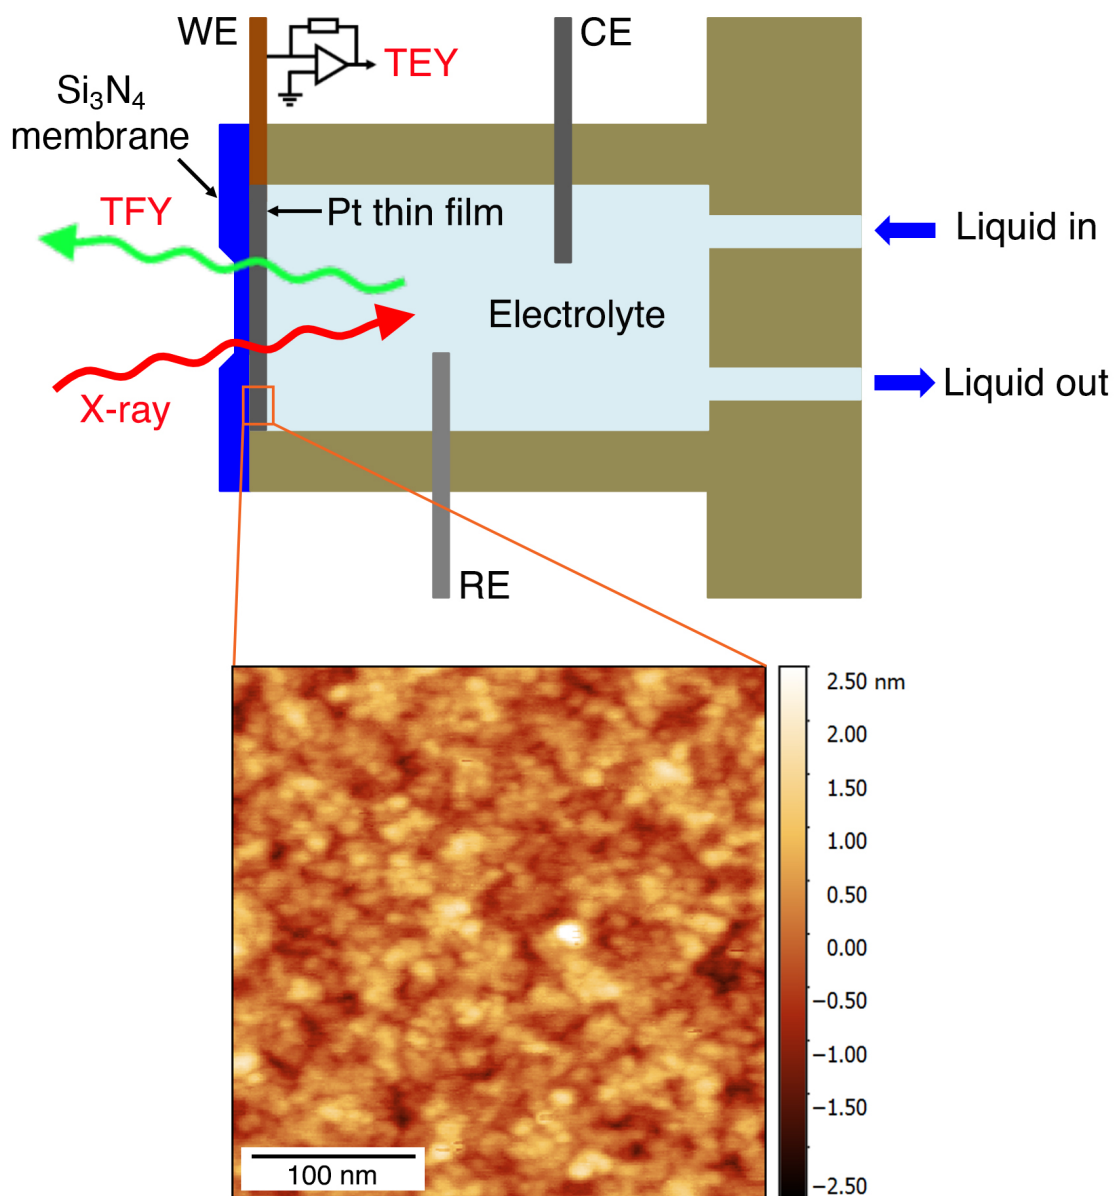 WE
CE
TEY
Si₃N₄
membrane
TFY
Pt thin film
Liquid in
Electrolyte
X-ray
Liquid out
RE
2.50 nm
2.00
1.50
1.00
0.50
0.00
−0.50
−1.00
−1.50
−2.50
100 nm